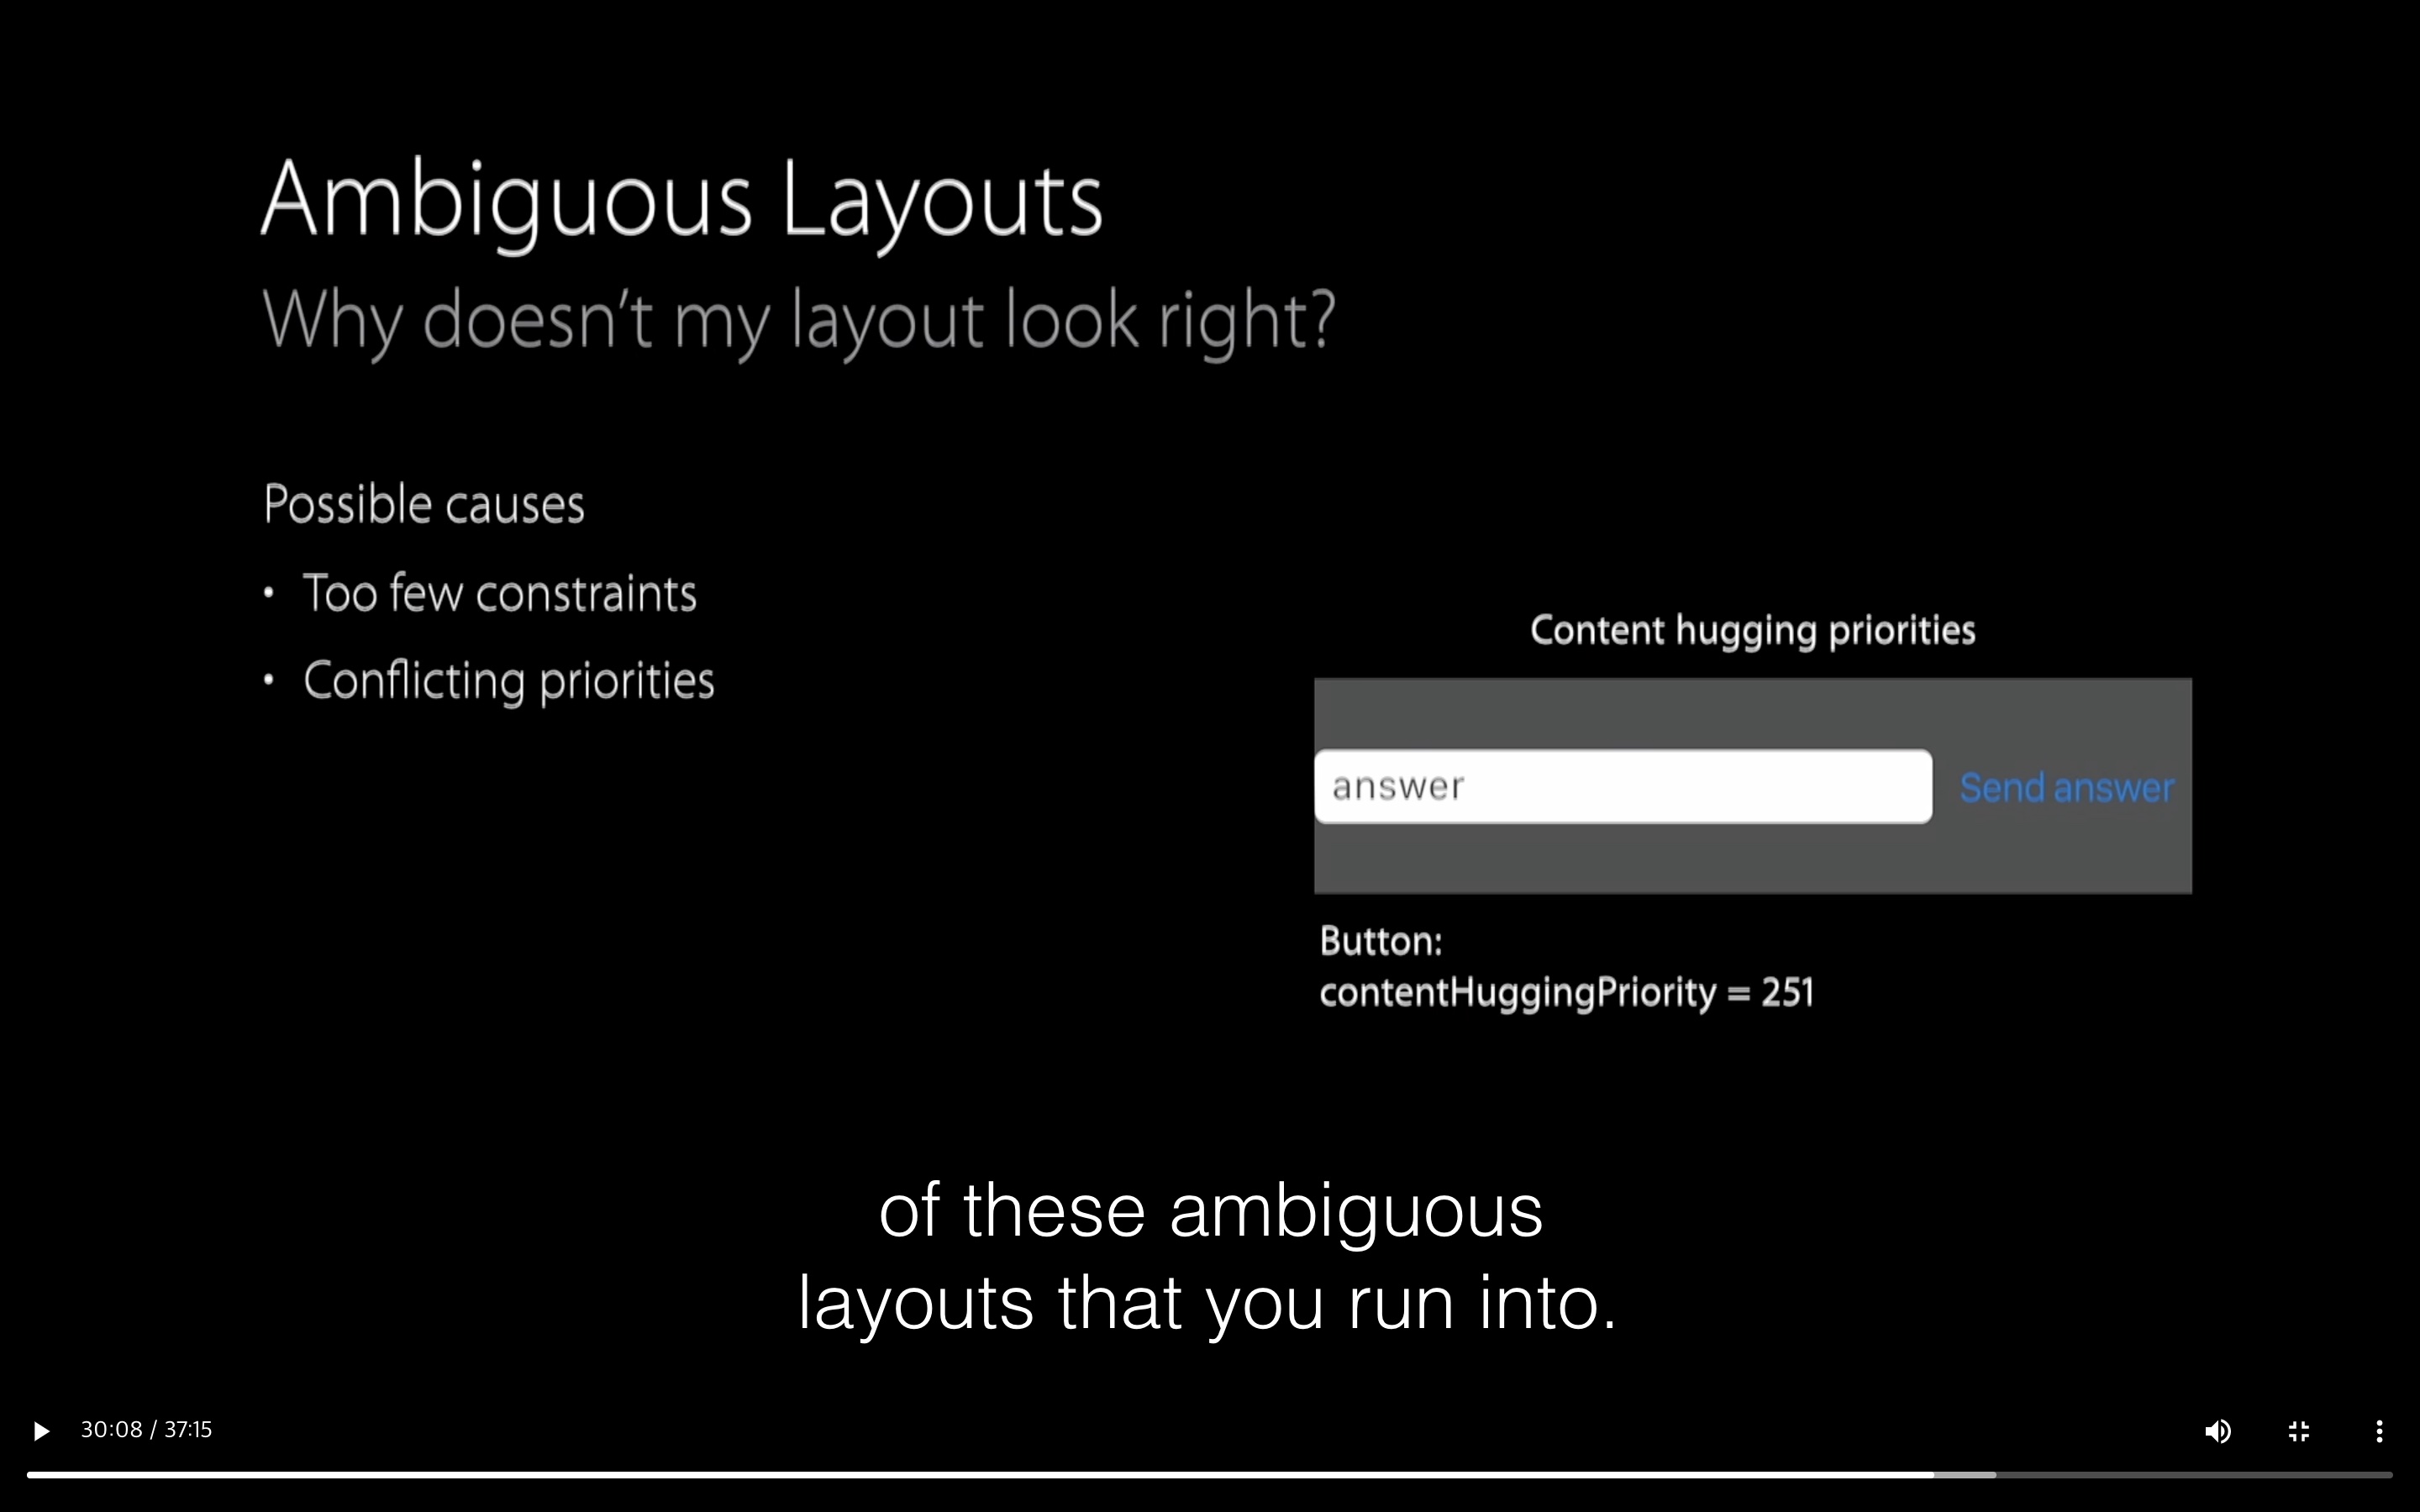 Ambiguous Layouts
Why doesn’t my layout look right?
Possible causes
• Too few constraints
• Conflicting priorities
Content hugging priorities
answer
Send answer
Button:
contentHuggingPriority = 251
of these ambiguous
layouts that you run into.
30:08 / 37:15